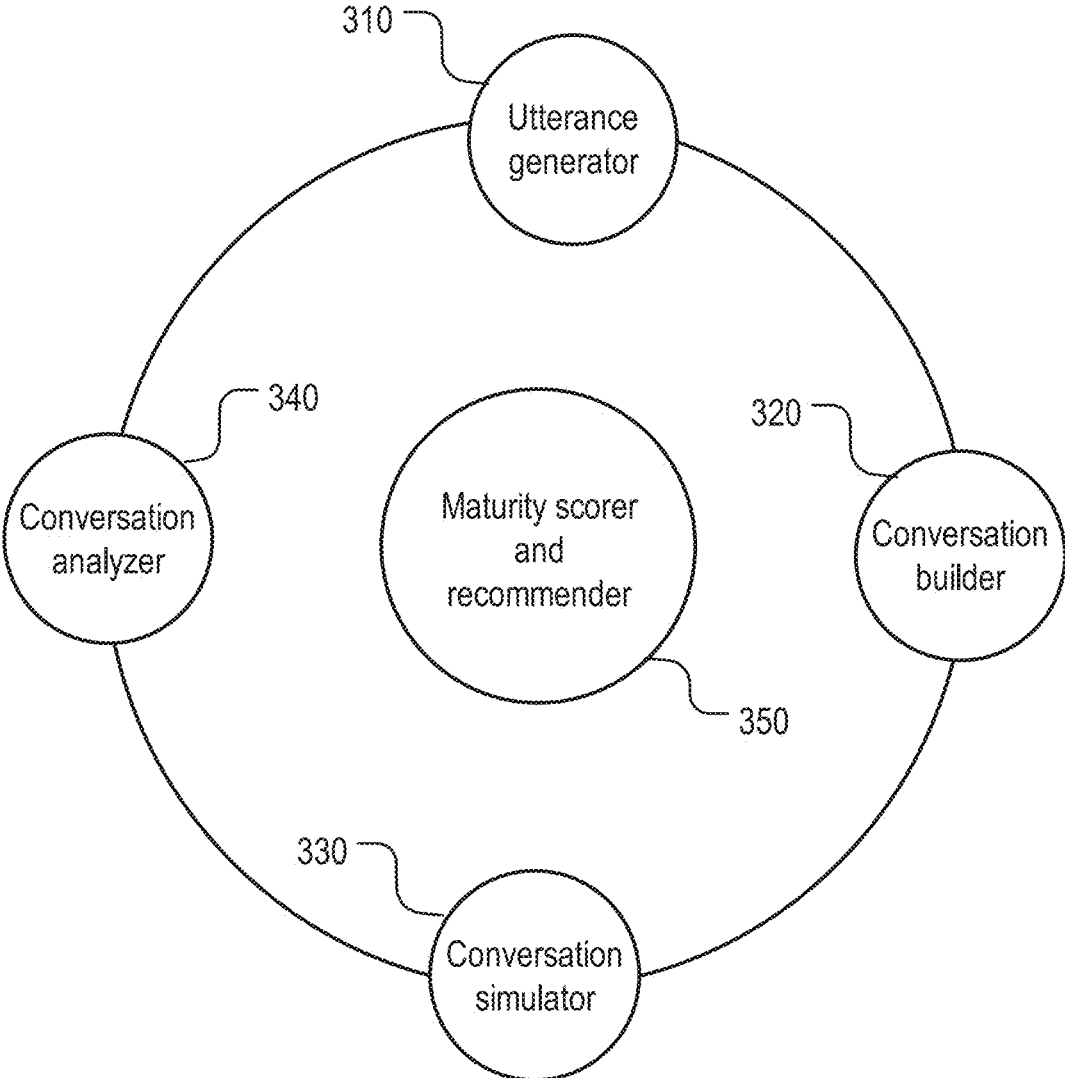 310
Utterance
generator
340
320
Conversation
analyzer
Maturity scorer
and
recommender
Conversation
builder
350
330
Conversation
simulator